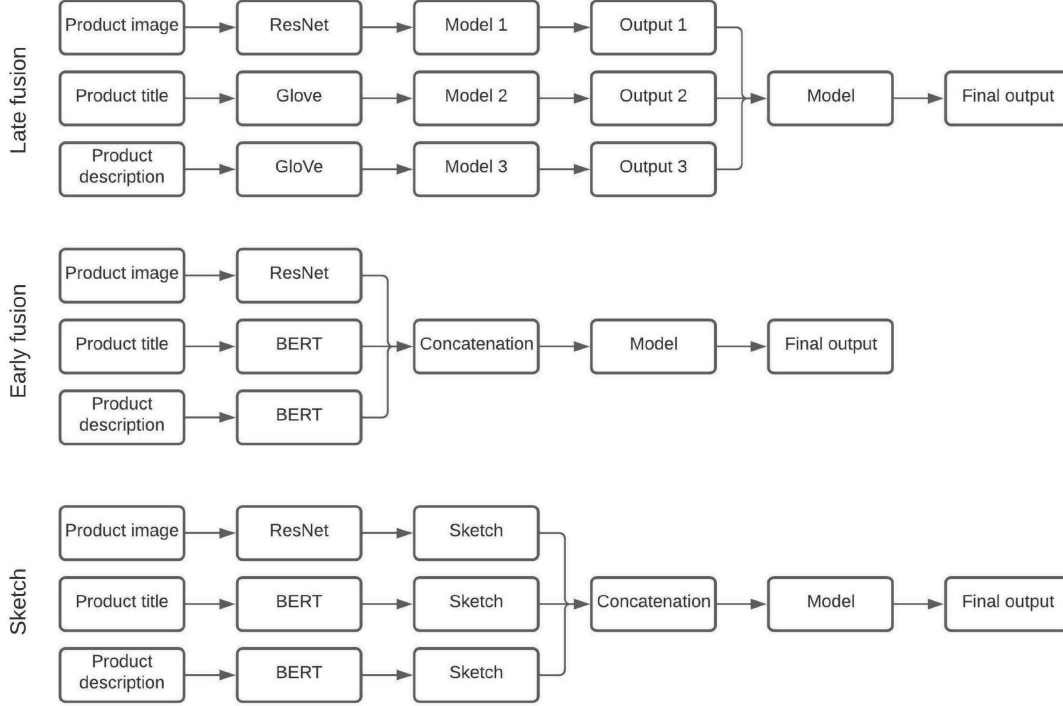 Late fusion
Product image
ResNet
Model 1
Output 1
Product title
Glove
Model 2
Output 2
Model
Final output
Product
description
GloVe
Model 3
Output 3
Early fusion
Product image
ResNet
Product title
BERT
Concatenation
Model
Final output
Product
description
BERT
Sketch
Product image
ResNet
Sketch
Product title
BERT
Sketch
Concatenation
Model
Final output
Product
description
BERT
Sketch